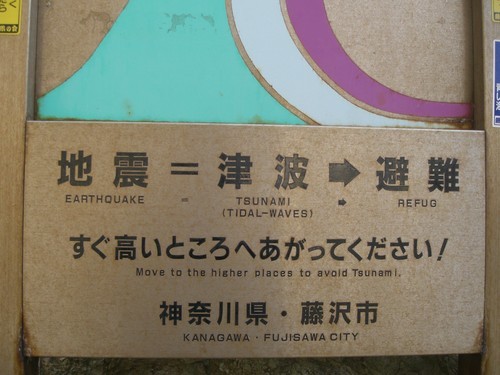 地震＝津波➡避難
EARTHQUAKE = TSUNAMI ➡ REFUG
(TIDAL-WAVES)
すぐ高いところへあがってください!
Move to the higher places to avoid Tsunami.
神奈川県・藤沢市
KANAGAWA・FUJISAWA CITY